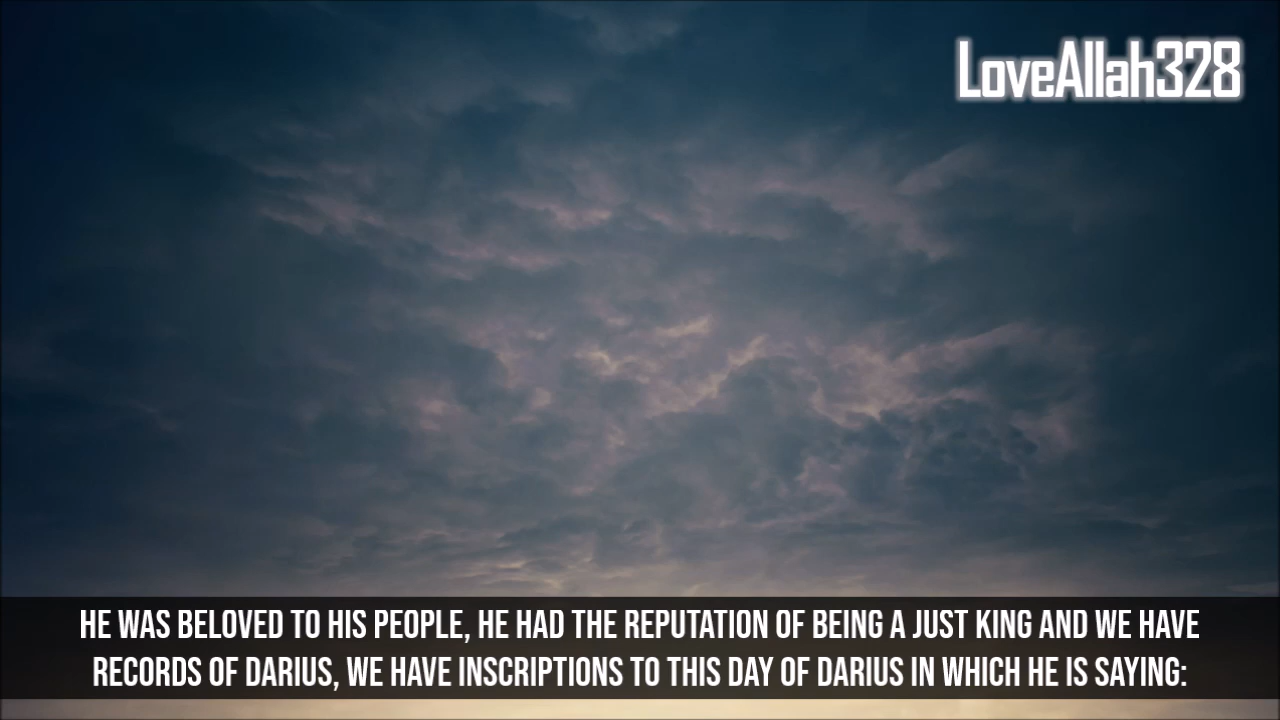 LoveAllah328
HE WAS BELOVED TO HIS PEOPLE, HE HAD THE REPUTATION OF BEING A JUST KING AND WE HAVE
RECORDS OF DARIUS, WE HAVE INSCRIPTIONS TO THIS DAY OF DARIUS IN WHICH HE IS SAYING: